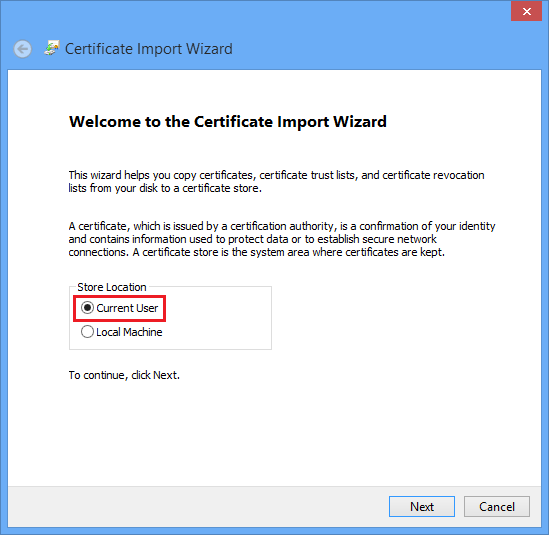 Certificate Import Wizard
Welcome to the Certificate Import Wizard
This wizard helps you copy certificates, certificate trust lists, and certificate revocation
lists from your disk to a certificate store.
A certificate, which is issued by a certification authority, is a confirmation of your identity
and contains information used to protect data or to establish secure network
connections. A certificate store is the system area where certificates are kept.
Store Location
Current User
Local Machine
To continue, click Next.
Next Cancel